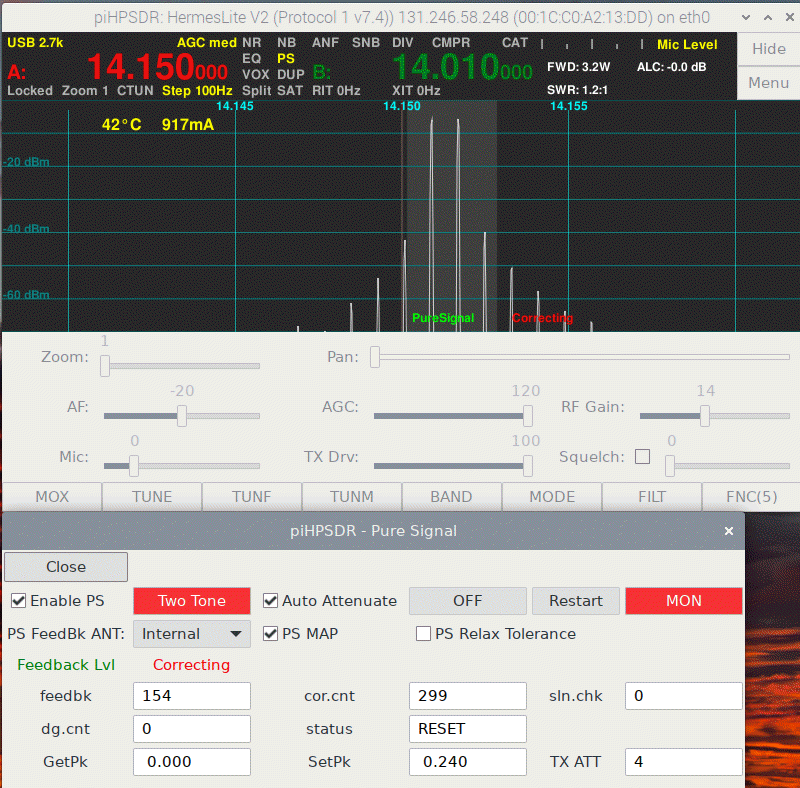 piHPSDR: HermesLite V2 (Protocol 1 v7.4)) 131.246.58.248 (00:1C:C0:A2:13:DD) on eth0
USB 2.7k AGC med NR NB ANF SNB DIV CMPR CAT Mic Level Hide
A: 14.150000 EQ PS B: 14.010000 FWD: 3.2W ALC: -0.0 dB
VOX DUP
Locked Zoom 1 CTUN Step 100Hz Split SAT RIT 0Hz XIT 0Hz SWR: 1.2:1 Menu
14.145 14.150 14.155
42°C 917mA
-20 dBm
-40 dBm
-60 dBm
PureSignal Correcting
1
Zoom: Pan:
-20 120 14
AF: AGC: RF Gain:
0 100 0
Mic: TX Drv: Squelch:
MOX TUNE TUNF TUNM BAND MODE FILT FNC(5)
piHPSDR - Pure Signal
Close
Enable PS Two Tone Auto Attenuate OFF Restart MON
PS FeedBk ANT: Internal PS MAP PS Relax Tolerance
Feedback Lvl Correcting
feedbk 154 cor.cnt 299 sln.chk 0
dg.cnt 0 status RESET
GetPk 0.000 SetPk 0.240 TX ATT 4